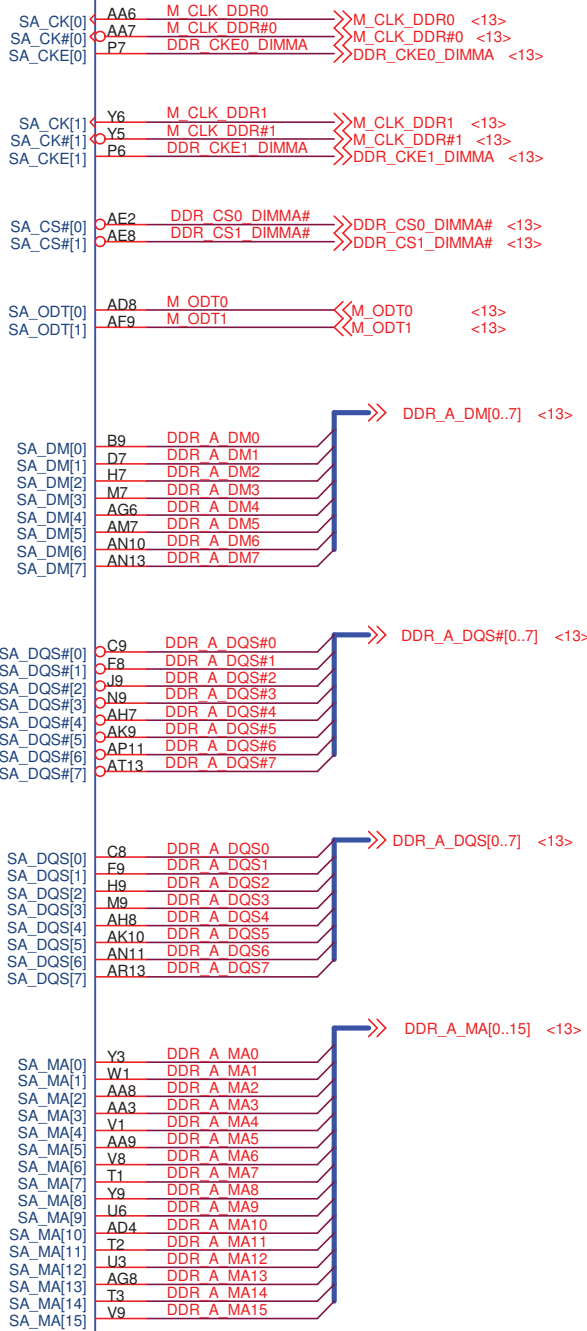 SA_CK[0] AA6 M_CLK_DDR0 M_CLK_DDR0 <13>
SA_CK#[0] AA7 M_CLK_DDR#0 M_CLK_DDR#0 <13>
SA_CKE[0] P7 DDR_CKE0_DIMMA DDR_CKE0_DIMMA <13>
SA_CK[1] Y6 M_CLK_DDR1 M_CLK_DDR1 <13>
SA_CK#[1] Y5 M_CLK_DDR#1 M_CLK_DDR#1 <13>
SA_CKE[1] P6 DDR_CKE1_DIMMA DDR_CKE1_DIMMA <13>
SA_CS#[0] AE2 DDR_CS0_DIMMA# DDR_CS0_DIMMA# <13>
SA_CS#[1] AE8 DDR_CS1_DIMMA# DDR_CS1_DIMMA# <13>
SA_ODT[0] AD8 M_ODT0 M_ODT0 <13>
SA_ODT[1] AF9 M_ODT1 M_ODT1 <13>
DDR_A_DM[0..7] <13>
SA_DM[0] B9 DDR_A_DM0
SA_DM[1] D7 DDR_A_DM1
SA_DM[2] H7 DDR_A_DM2
SA_DM[3] M7 DDR_A_DM3
SA_DM[4] AG6 DDR_A_DM4
SA_DM[5] AM7 DDR_A_DM5
SA_DM[6] AN10 DDR_A_DM6
SA_DM[7] AN13 DDR_A_DM7
DDR_A_DQS#[0..7] <13>
SA_DQS#[0] C9 DDR_A_DQS#0
SA_DQS#[1] F8 DDR_A_DQS#1
SA_DQS#[2] J9 DDR_A_DQS#2
SA_DQS#[3] N9 DDR_A_DQS#3
SA_DQS#[4] AH7 DDR_A_DQS#4
SA_DQS#[5] AK9 DDR_A_DQS#5
SA_DQS#[6] AP11 DDR_A_DQS#6
SA_DQS#[7] AT13 DDR_A_DQS#7
DDR_A_DQS[0..7] <13>
SA_DQS[0] C8 DDR_A_DQS0
SA_DQS[1] F9 DDR_A_DQS1
SA_DQS[2] H9 DDR_A_DQS2
SA_DQS[3] M9 DDR_A_DQS3
SA_DQS[4] AH8 DDR_A_DQS4
SA_DQS[5] AK10 DDR_A_DQS5
SA_DQS[6] AN11 DDR_A_DQS6
SA_DQS[7] AR13 DDR_A_DQS7
DDR_A_MA[0..15] <13>
SA_MA[0] Y3 DDR_A_MA0
SA_MA[1] W1 DDR_A_MA1
SA_MA[2] AA8 DDR_A_MA2
SA_MA[3] AA3 DDR_A_MA3
SA_MA[4] V1 DDR_A_MA4
SA_MA[5] AA9 DDR_A_MA5
SA_MA[6] V8 DDR_A_MA6
SA_MA[7] T1 DDR_A_MA7
SA_MA[8] Y9 DDR_A_MA8
SA_MA[9] U6 DDR_A_MA9
SA_MA[10] AD4 DDR_A_MA10
SA_MA[11] T2 DDR_A_MA11
SA_MA[12] U3 DDR_A_MA12
SA_MA[13] AG8 DDR_A_MA13
SA_MA[14] T3 DDR_A_MA14
SA_MA[15] V9 DDR_A_MA15